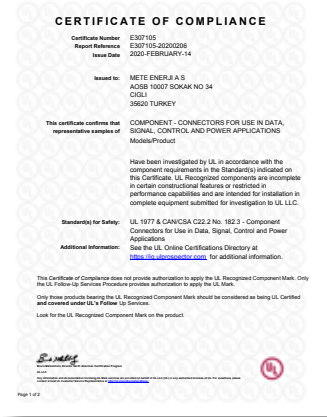 CERTIFICATE OF COMPLIANCE
Certificate Number E307105
Report Reference E307105-20200206
Issue Date 2020-FEBRUARY-14
Issued to: METE ENERJI A S
AOSB 10007 SOKAK NO 34
CIGLI
35620 TURKEY
This certificate confirms that COMPONENT - CONNECTORS FOR USE IN DATA,
representative samples of SIGNAL, CONTROL AND POWER APPLICATIONS
Models/Product
Have been investigated by UL in accordance with the
component requirements in the Standard(s) indicated on
this Certificate. UL Recognized components are incomplete
in certain constructional features or restricted in
performance capabilities and are intended for installation in
complete equipment submitted for investigation to UL LLC.
Standard(s) for Safety: UL 1977 & CAN/CSA C22.2 No. 182.3 - Component
Connectors for Use in Data, Signal, Control and Power
Applications
Additional Information: See the UL Online Certifications Directory at
https://iq.ulprospector.com for additional information.
This Certificate of Compliance does not provide authorization to apply the UL Recognized Component Mark. Only
the UL Follow-Up Services Procedure provides authorization to apply the UL Mark.
Only those products bearing the UL Recognized Component Mark should be considered as being UL Certified
and covered under UL's Follow Up Services.
Look for the UL Recognized Component Mark on the product.
UL
Page 1 of 2